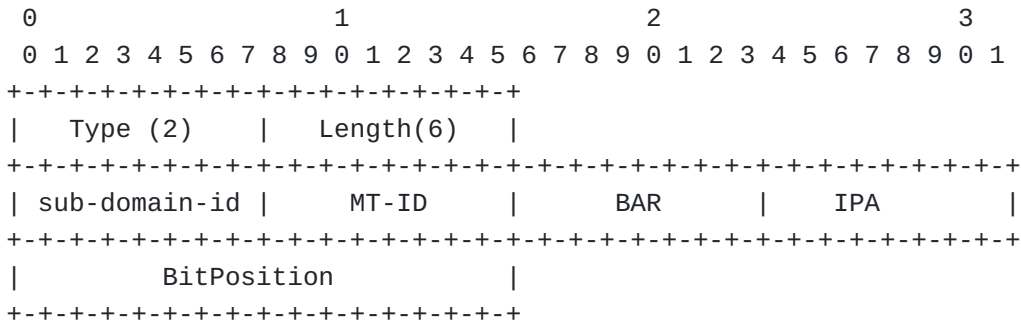 0                   1                   2                   3
0 1 2 3 4 5 6 7 8 9 0 1 2 3 4 5 6 7 8 9 0 1 2 3 4 5 6 7 8 9 0 1
+-+-+-+-+-+-+-+-+-+-+-+-+-+-+-+-+
|   Type (2)    |   Length(6)   |
+-+-+-+-+-+-+-+-+-+-+-+-+-+-+-+-+-+-+-+-+-+-+-+-+-+-+-+-+-+-+-+-+
| sub-domain-id |     MT-ID     |      BAR      |    IPA        |
+-+-+-+-+-+-+-+-+-+-+-+-+-+-+-+-+-+-+-+-+-+-+-+-+-+-+-+-+-+-+-+-+
|         BitPosition           |
+-+-+-+-+-+-+-+-+-+-+-+-+-+-+-+-+